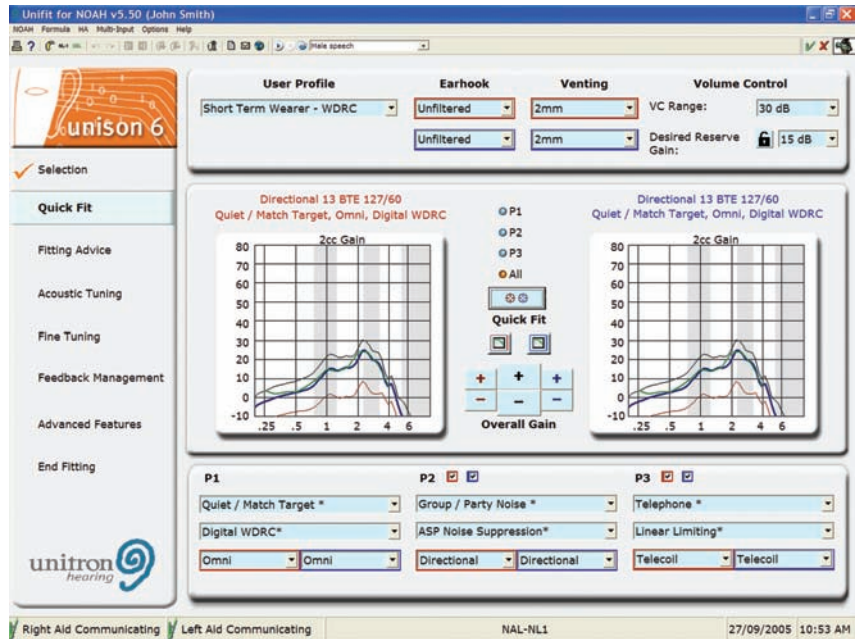 Unifit for NOAH v5.50 (John Smith)
NOAH Formula HA Multi-Input Options Help
Male speech
unison 6
Selection
Quick Fit
Fitting Advice
Acoustic Tuning
Fine Tuning
Feedback Management
Advanced Features
End Fitting
unitron
hearing
User Profile Earhook Venting Volume Control
Short Term Wearer - WDRC Unfiltered 2mm VC Range: 30 dB
Unfiltered 2mm Desired Reserve Gain: 15 dB
Directional 13 BTE 127/60
Quiet / Match Target, Omni, Digital WDRC
2cc Gain
80
70
60
50
40
30
20
10
0
-10
.25 .5 1 2 4 6
P1
P2
P3
All
Quick Fit
+ + +
- - -
Overall Gain
Directional 13 BTE 127/60
Quiet / Match Target, Omni, Digital WDRC
2cc Gain
80
70
60
50
40
30
20
10
0
-10
.25 .5 1 2 4 6
P1 P2 P3
Quiet / Match Target * Group / Party Noise * Telephone *
Digital WDRC* ASP Noise Suppression* Linear Limiting*
Omni Omni Directional Directional Telecoil Telecoil
Right Aid Communicating Left Aid Communicating NAL-NL1 27/09/2005 10:53 AM